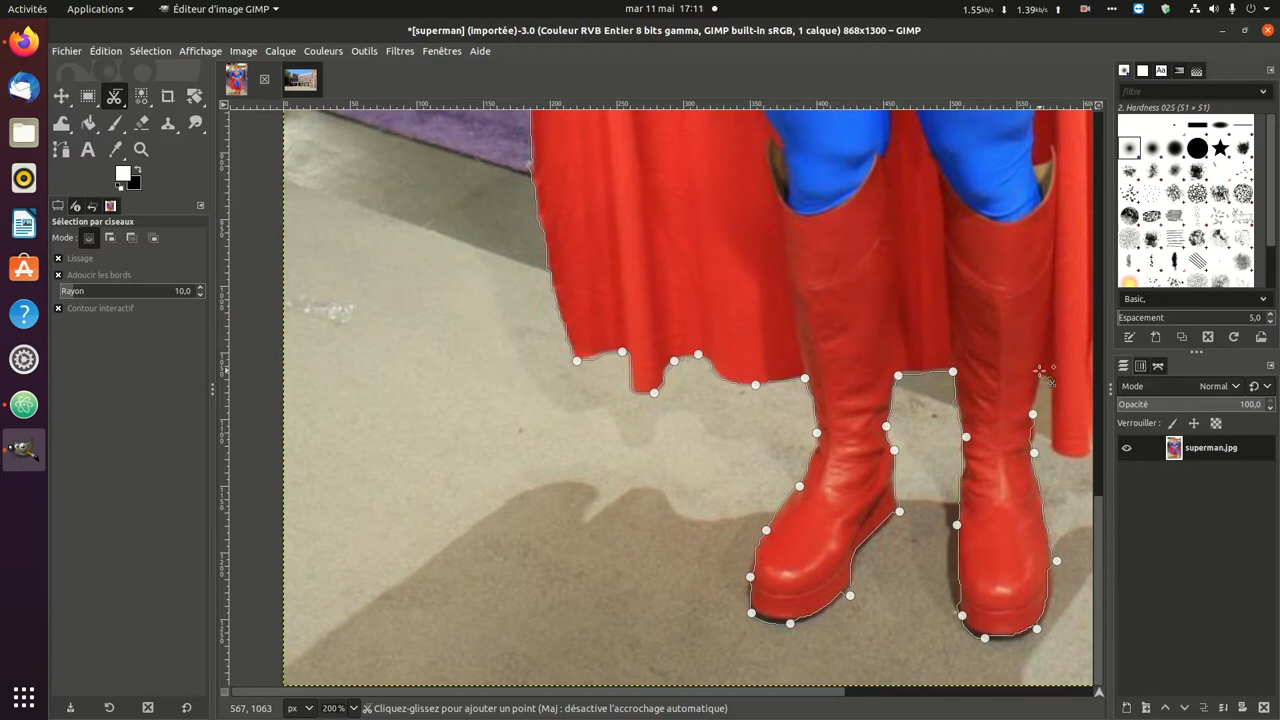 Activités
Applications
Éditeur d'image GIMP
mar 11 mai 17:11
1.55kb/s
1.39kb/s
*[superman] (importée)-3.0 (Couleur RVB Entier 8 bits gamma, GIMP built-in sRGB, 1 calque) 868x1300 – GIMP
Fichier Édition Sélection Affichage Image Calque Couleurs Outils Filtres Fenêtres Aide
Sélection par ciseaux
Mode :
Lissage
Adoucir les bords
Rayon 10,0
Contour interactif
filtre
2. Hardness 025 (51 × 51)
Basic,
Espacement 5,0
Mode Normal
Opacité 100,0
Verrouiller :
superman.jpg
567, 1063
px
200 %
Cliquez-glissez pour ajouter un point (Maj : désactive l'accrochage automatique)